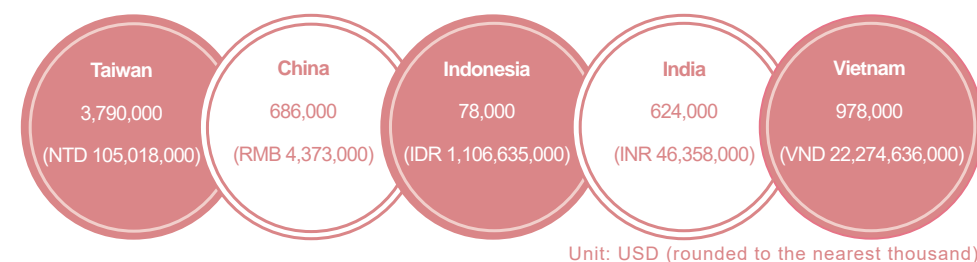 Taiwan
3,790,000
(NTD 105,018,000)
China
686,000
(RMB 4,373,000)
Indonesia
78,000
(IDR 1,106,635,000)
India
624,000
(INR 46,358,000)
Vietnam
978,000
(VND 22,274,636,000)
Unit: USD (rounded to the nearest thousand)